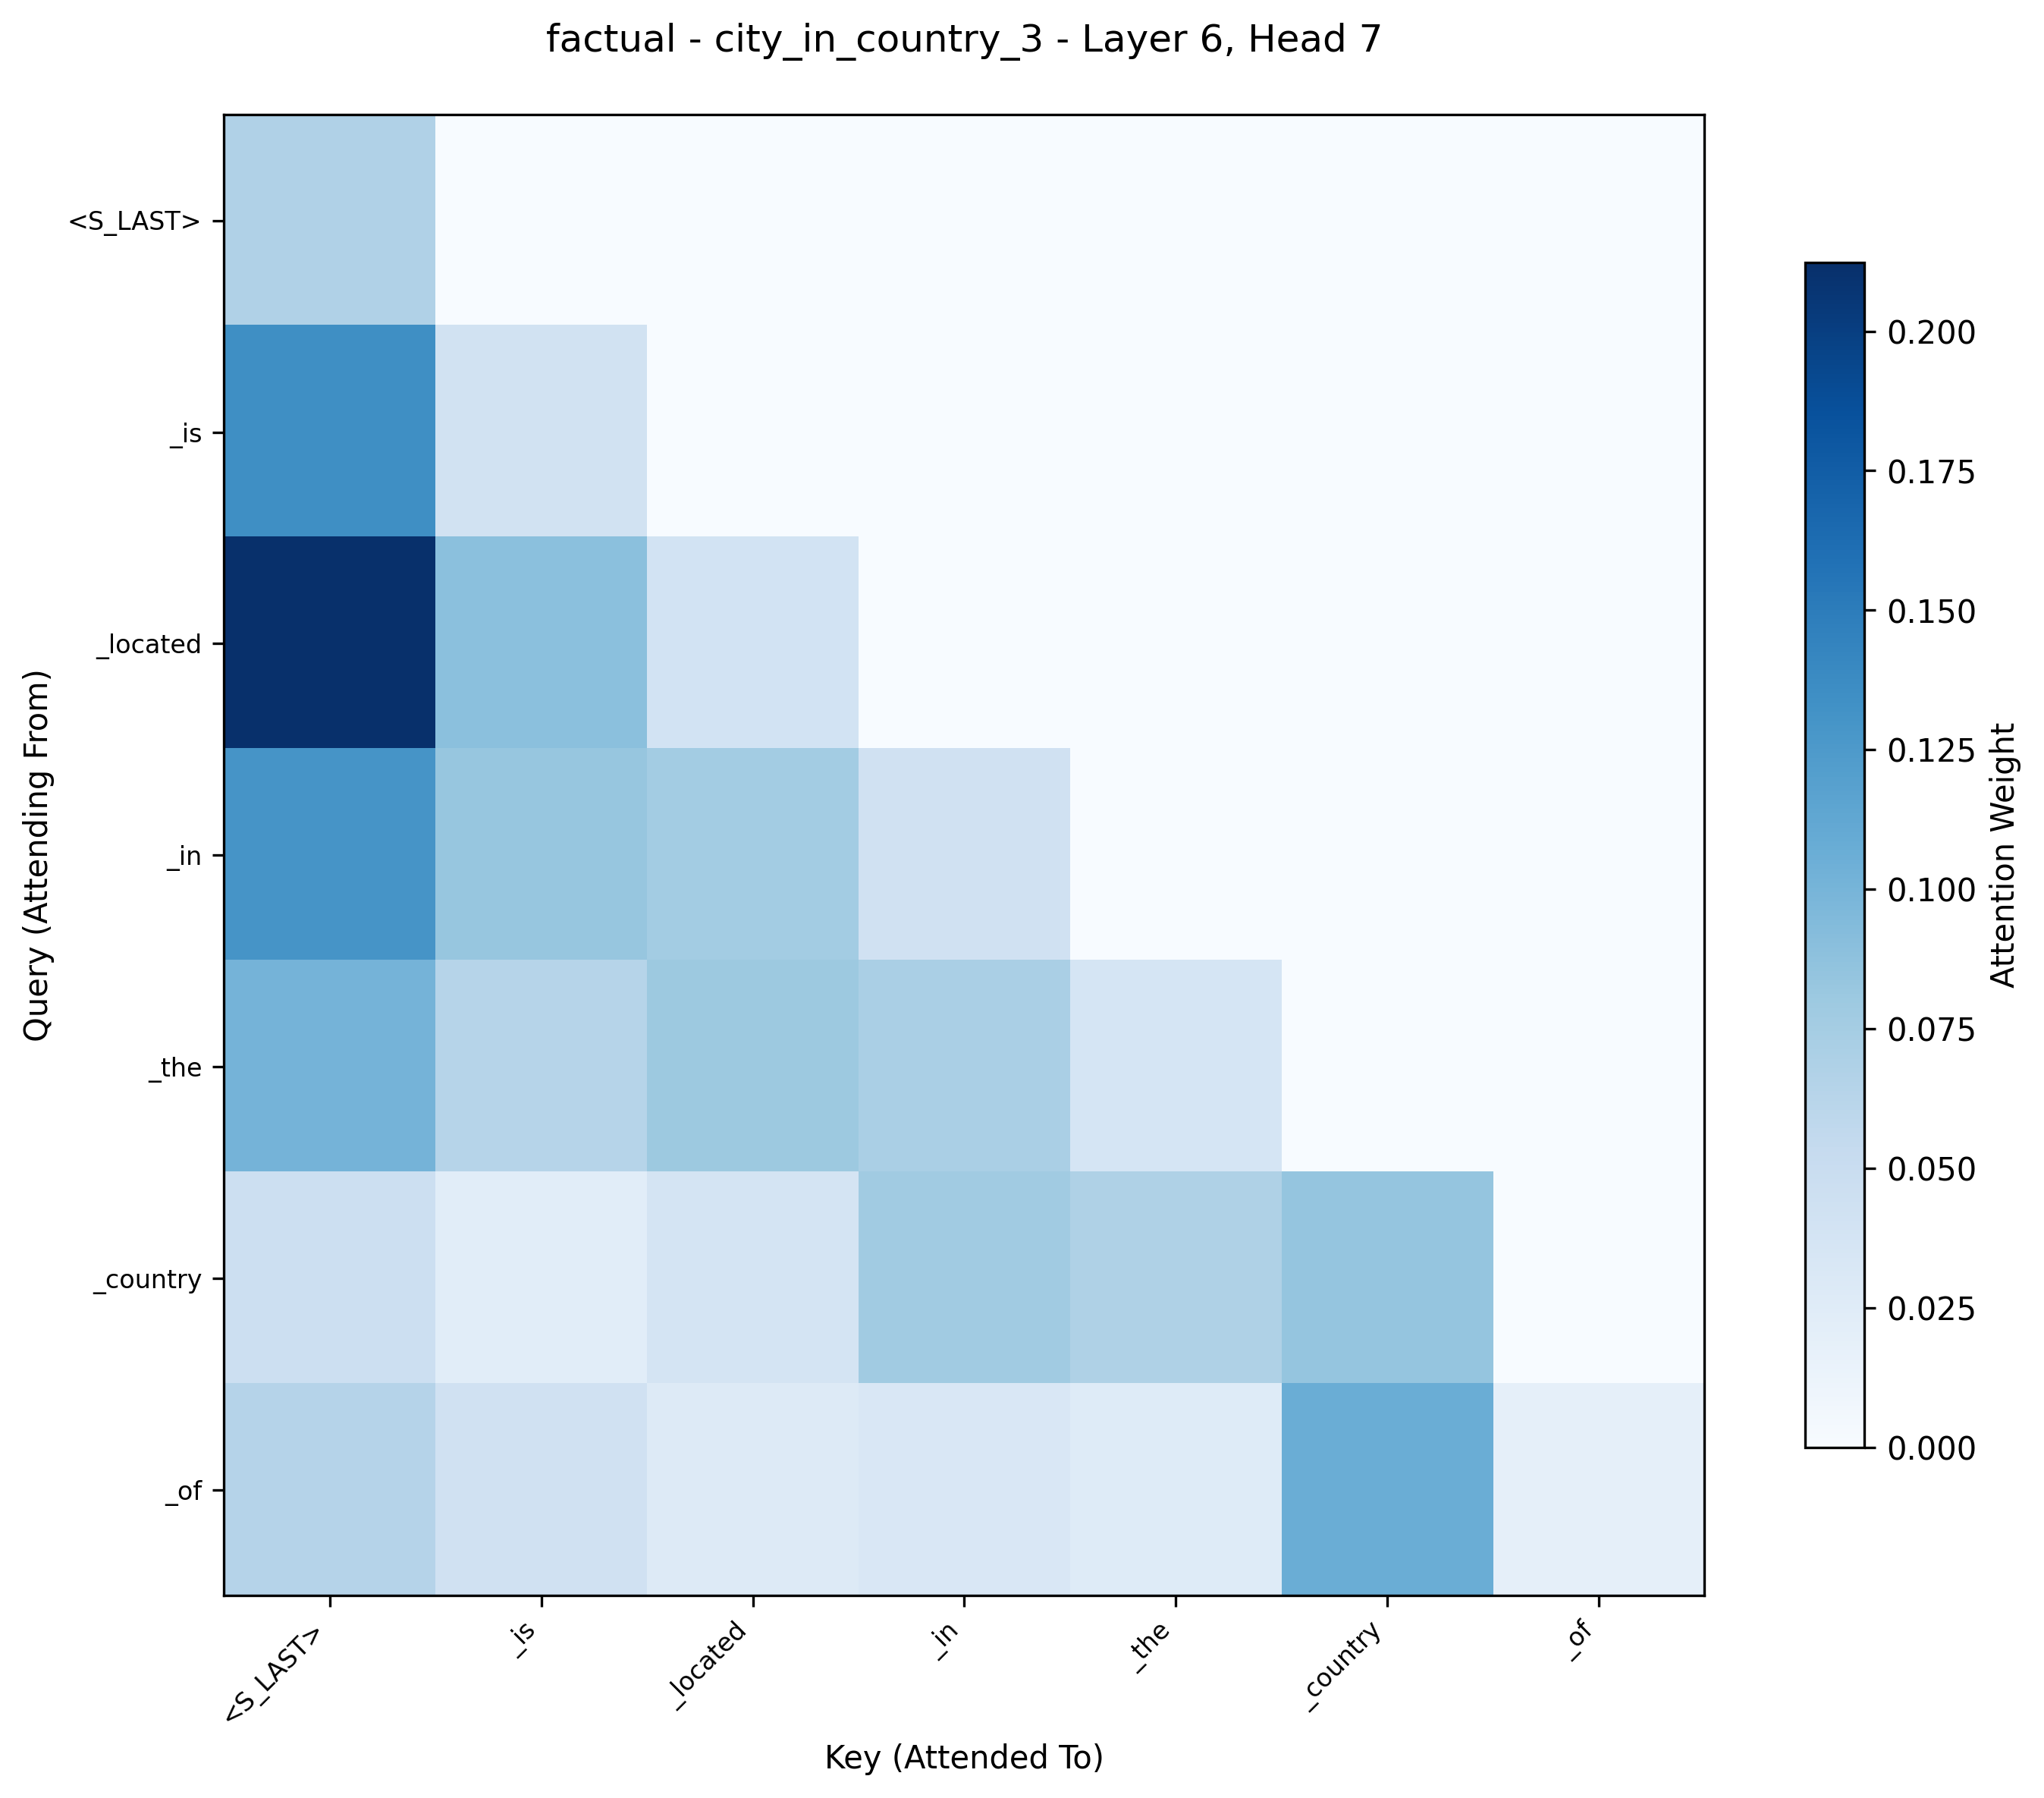 factual - city_in_country_3 - Layer 6, Head 7
Query (Attending From)
<S_LAST>
_is
_located
_in
_the
_country
_of
<S_LAST>
_is
_located
_in
_the
_country
_of
Key (Attended To)
0.200
0.175
0.150
0.125
0.100
0.075
0.050
0.025
0.000
Attention Weight